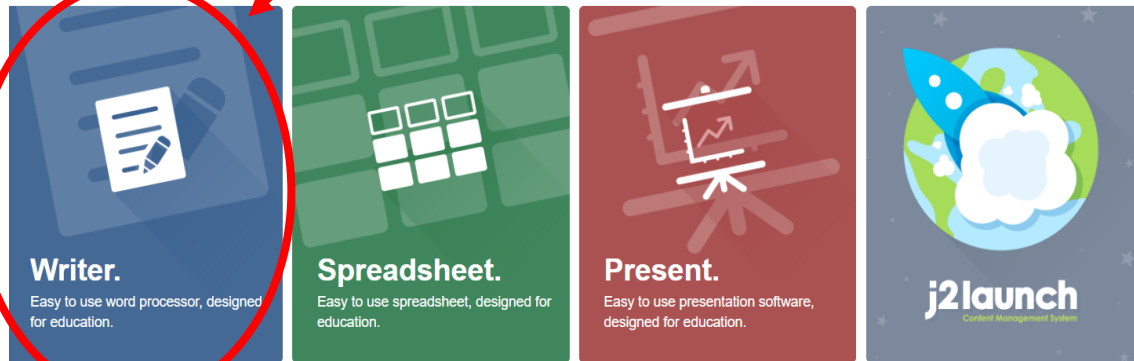 Writer.
Easy to use word processor, designed
for education.
Spreadsheet.
Easy to use spreadsheet, designed for
education.
Present.
Easy to use presentation software,
designed for education.
j2launch
Content Management System